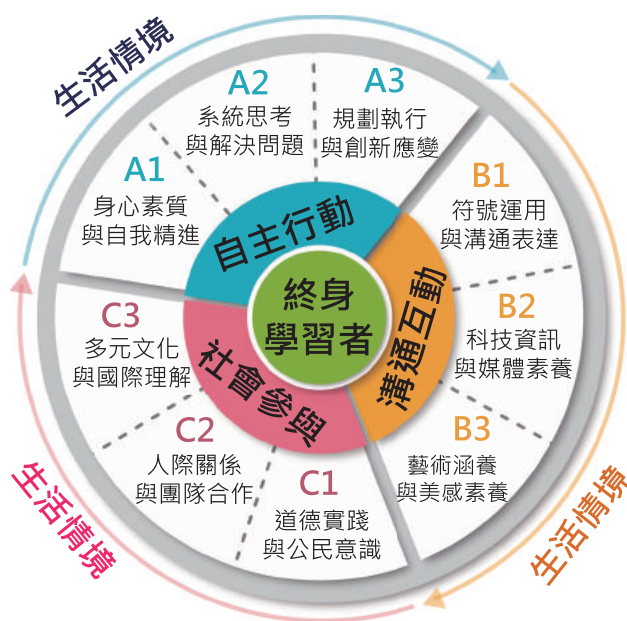 生活情境
A1
身心素質
與自我精進
A2
系統思考
與解決問題
A3
規劃執行
與創新應變
B1
符號運用
與溝通表達
B2
科技資訊
與媒體素養
B3
藝術涵養
與美感素養
C1
道德實踐
與公民意識
C2
人際關係
與團隊合作
C3
多元文化
與國際理解
自主行動
溝通互動
社會參與
終身
學習者
生活情境
生活情境